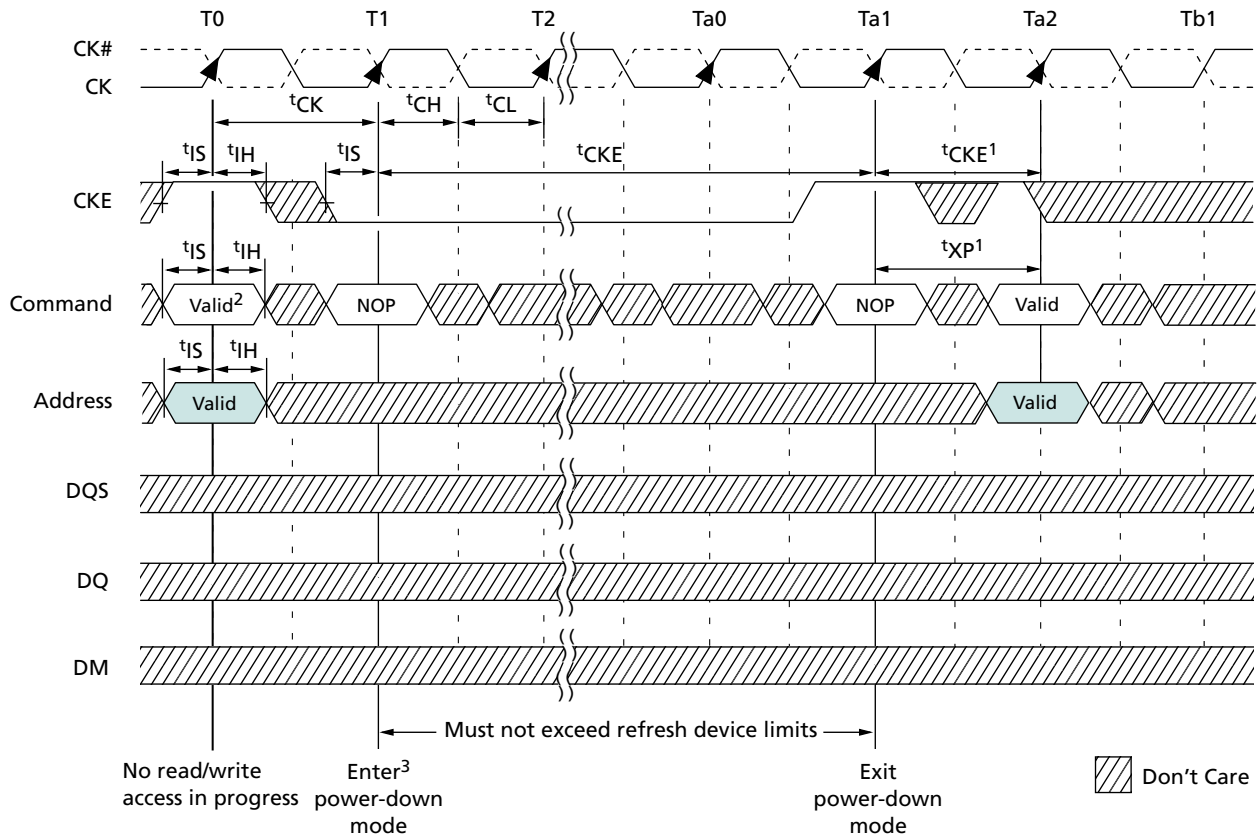 T0 T1 T2 Ta0 Ta1 Ta2 Tb1
CK#
CK
tCK tCH tCL
tIS tIH tIS tCKE tCKE1
CKE
tIS tIH tXP1
Command Valid2 NOP NOP Valid
tIS tIH
Address Valid Valid
DQS
DQ
DM
Must not exceed refresh device limits
No read/write
access in progress
Enter3
power-down
mode
Exit
power-down
mode
Don't Care